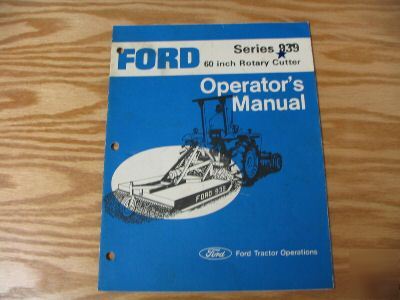 FORD
Series 939
60 inch Rotary Cutter
Operator's
Manual
FORD 939
Ford
Ford Tractor Operations